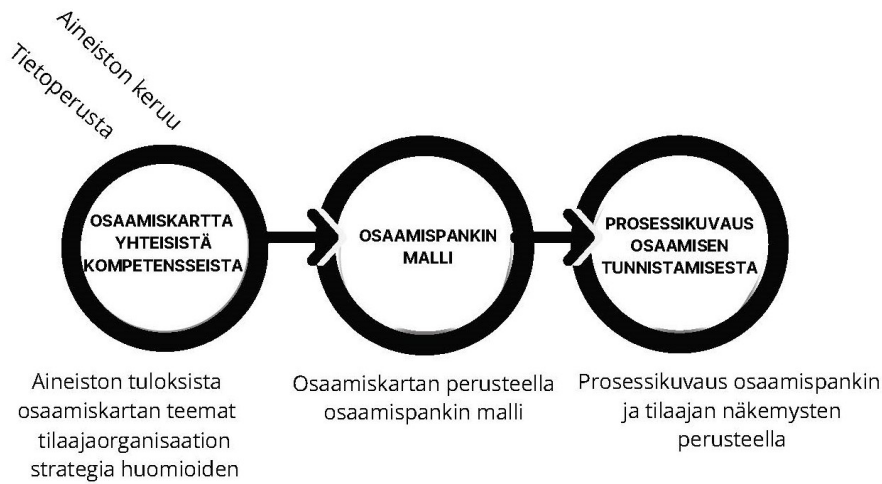 Aineiston keruu
Tietoperusta
OSAAMISKARTTA
YHTEISISTÄ
KOMPETENSSEISTA
OSAAMISPANKIN
MALLI
PROSESSIKUVAUS
OSAAMISEN
TUNNISTAMISESTA
Aineiston tuloksista
osaamiskartan teemat
tilaajaorganisaation
strategia huomioiden
Osaamiskartan perusteella
osaamispankin malli
Prosessikuvaus osaamispankin
ja tilaajan näkemysten
perusteella